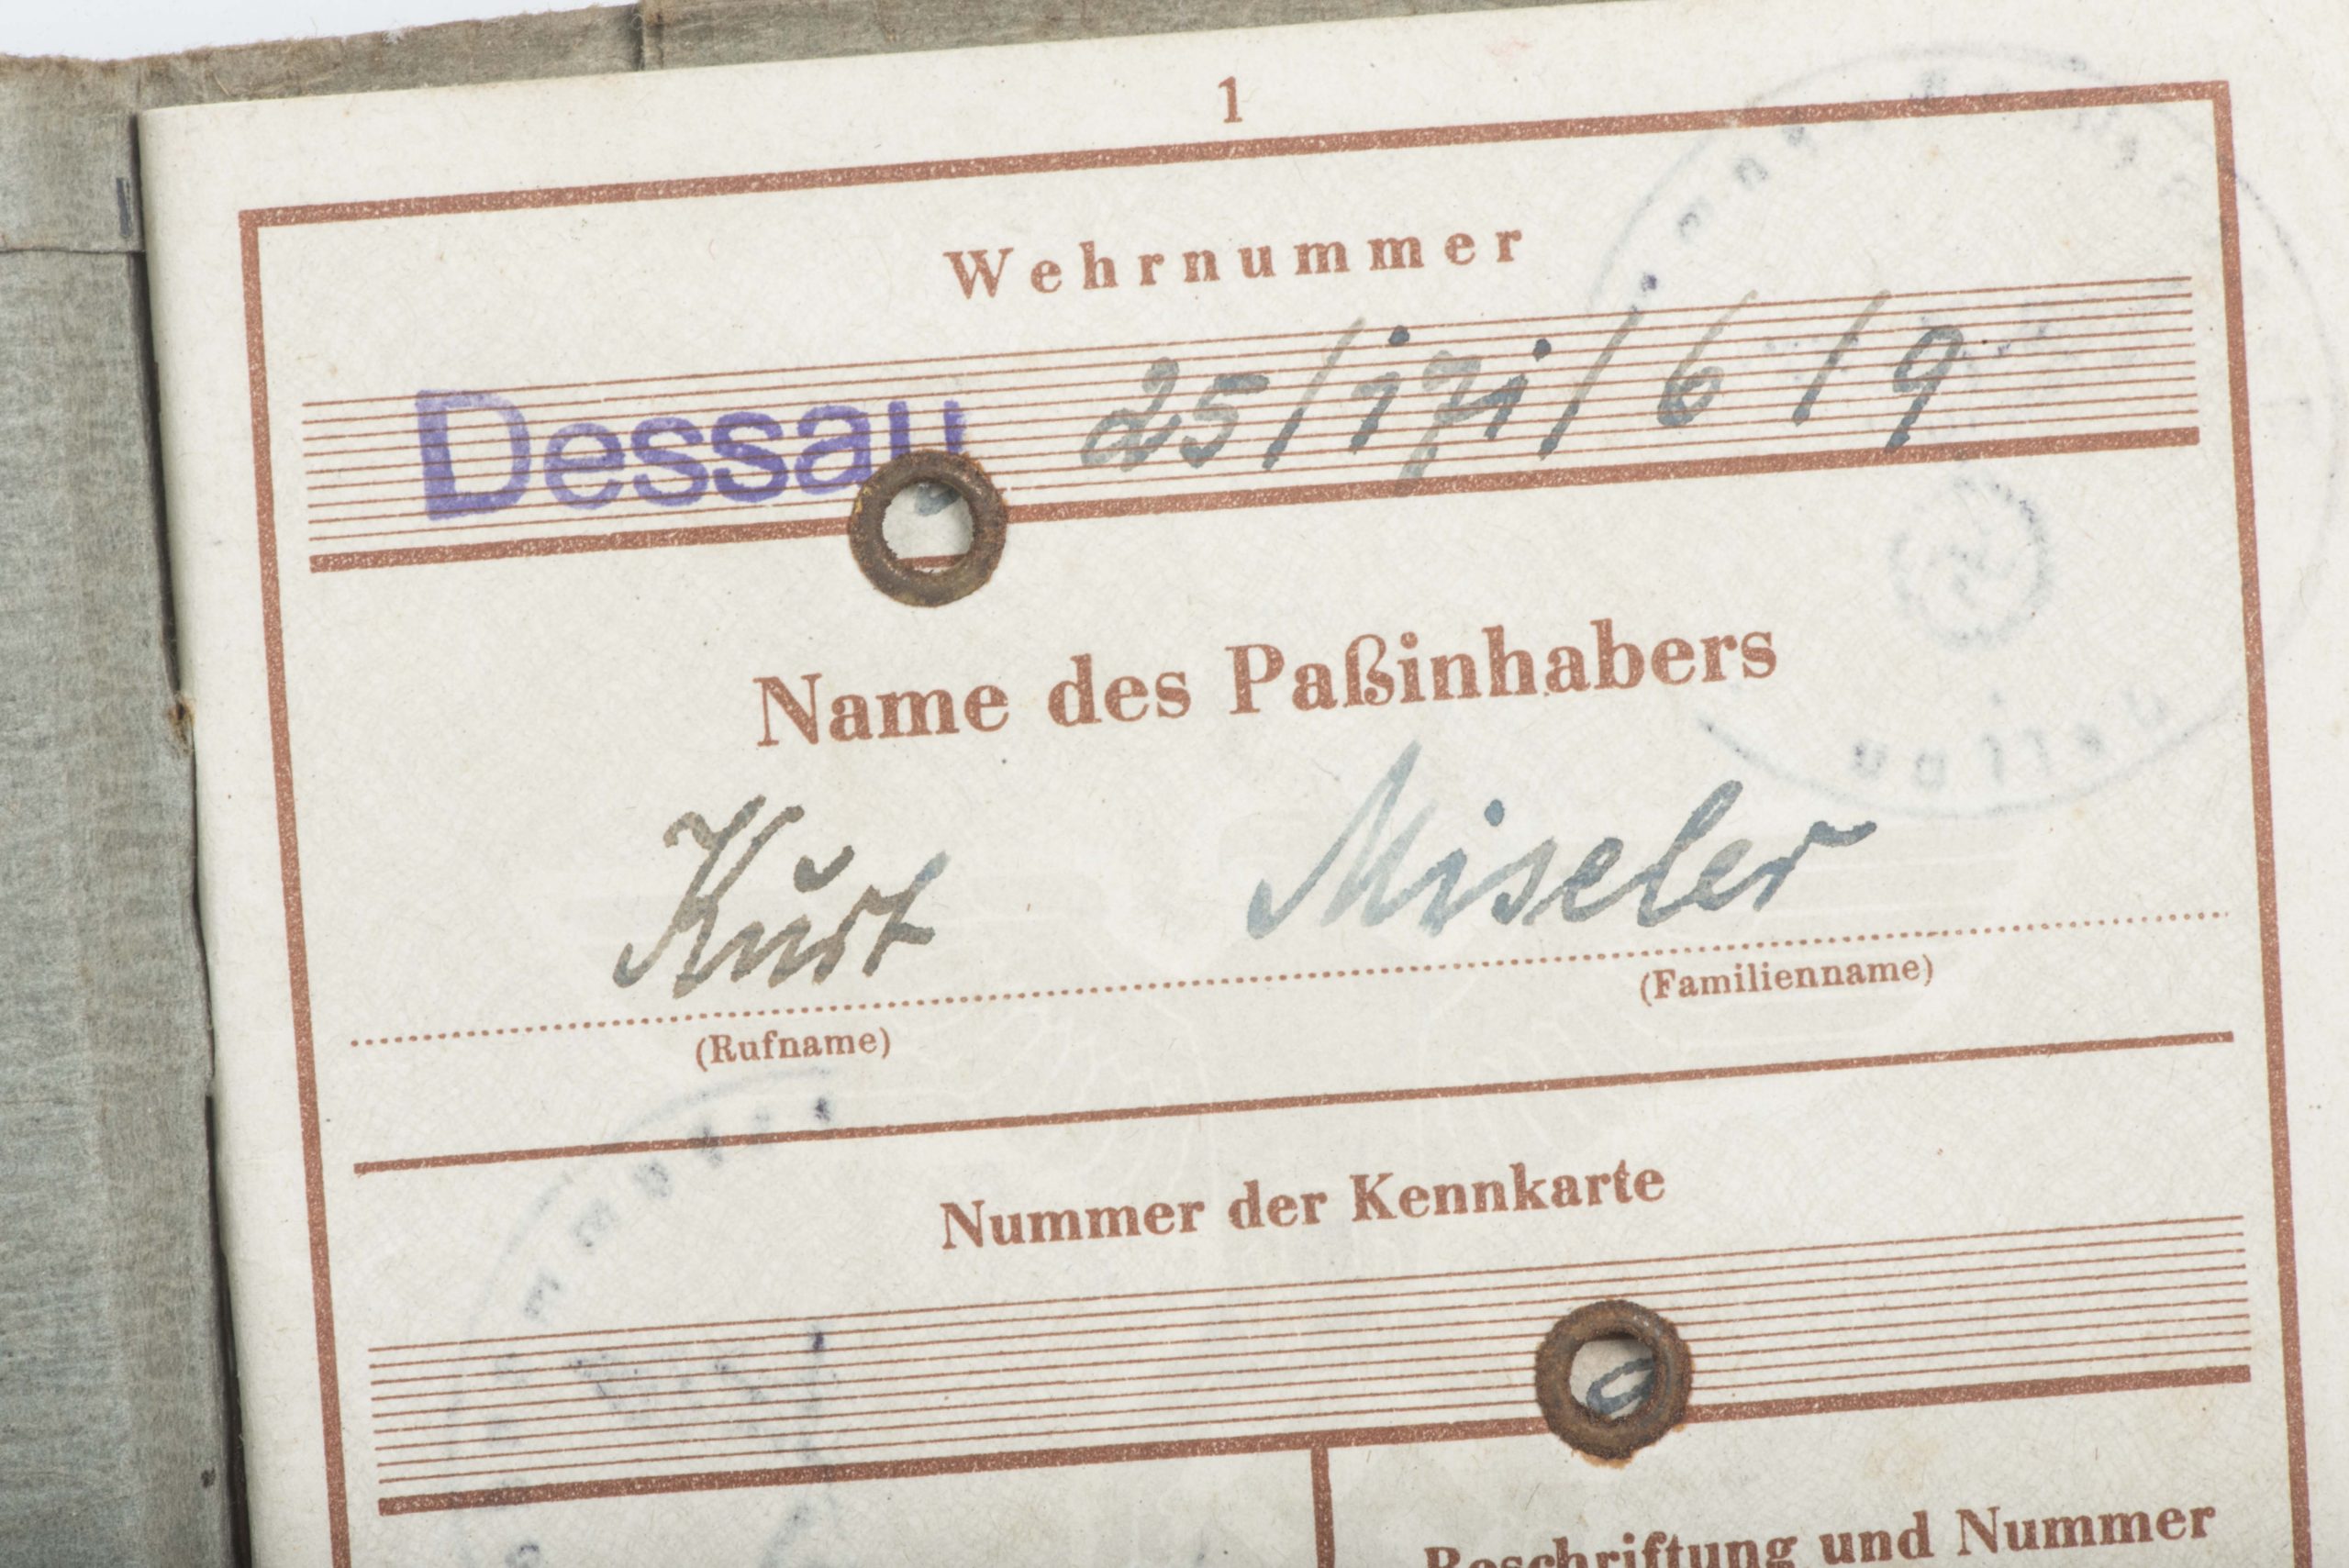 1
Wehrnummer
Dessau 25/171/6/9
Name des Paßinhabers
Kurt Miseler
(Rufname) (Familienname)
Nummer der Kennkarte
Beschriftung und Nummer